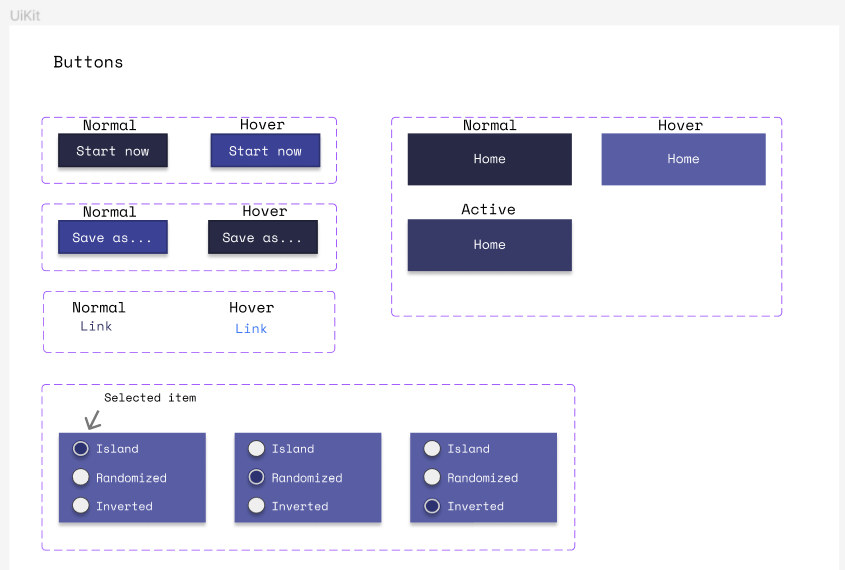 UiKit
Buttons
Normal
Hover
Start now
Start now
Normal
Hover
Save as...
Save as...
Normal
Hover
Link
Link
Normal
Hover
Home
Home
Active
Home
Selected item
Island
Randomized
Inverted
Island
Randomized
Inverted
Island
Randomized
Inverted